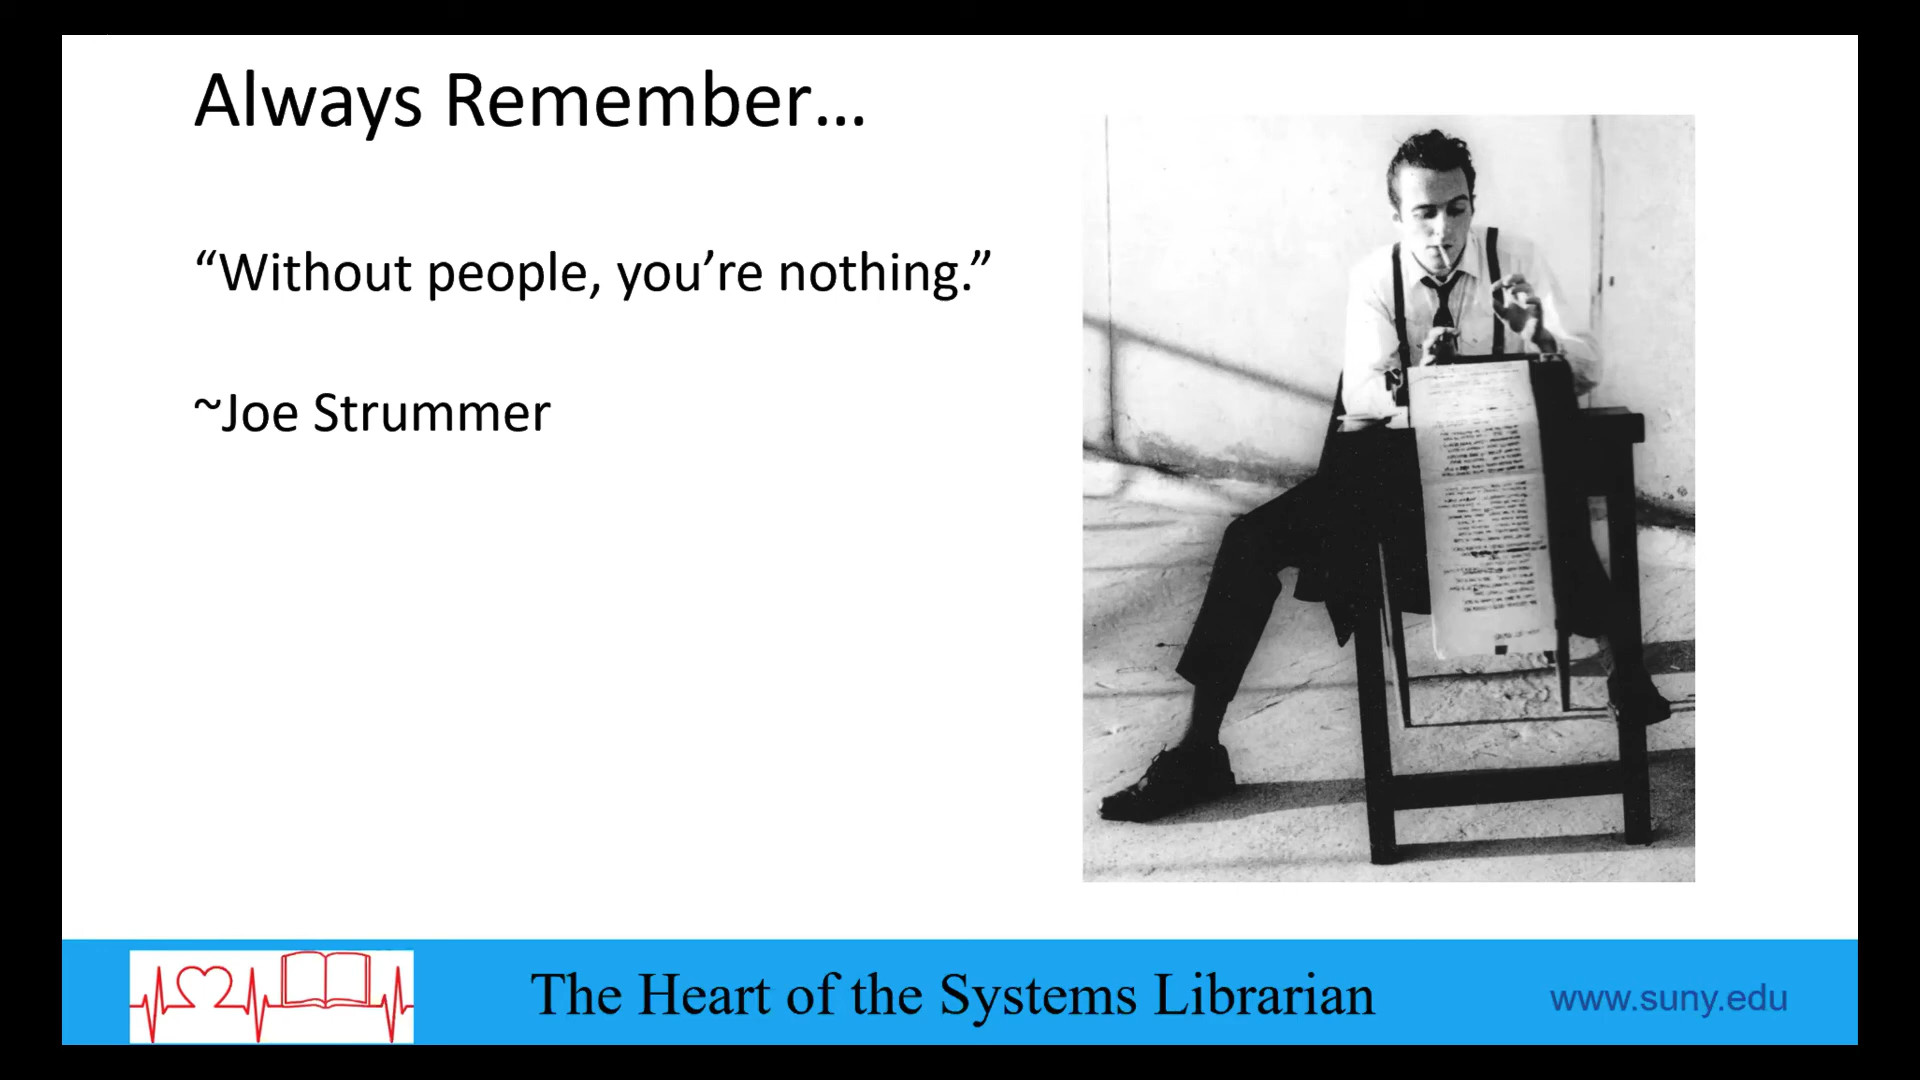 Always Remember…
“Without people, you’re nothing.”
~Joe Strummer
The Heart of the Systems Librarian
www.suny.edu